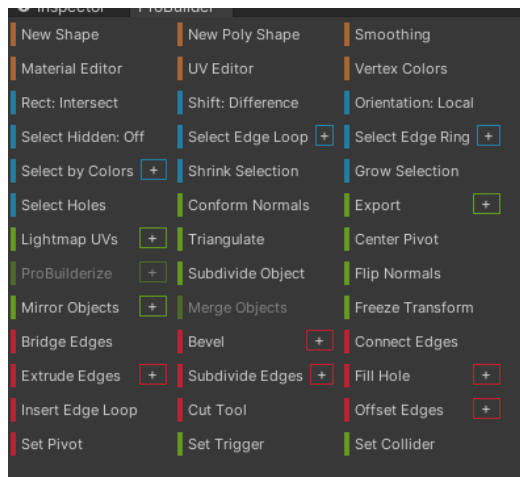 Inspector ProBuilder
New Shape New Poly Shape Smoothing
Material Editor UV Editor Vertex Colors
Rect: Intersect Shift: Difference Orientation: Local
Select Hidden: Off Select Edge Loop + Select Edge Ring +
Select by Colors + Shrink Selection Grow Selection
Select Holes Conform Normals Export +
Lightmap UVs + Triangulate Center Pivot
ProBuilderize + Subdivide Object Flip Normals
Mirror Objects + Merge Objects Freeze Transform
Bridge Edges Bevel + Connect Edges
Extrude Edges + Subdivide Edges + Fill Hole +
Insert Edge Loop Cut Tool Offset Edges +
Set Pivot Set Trigger Set Collider